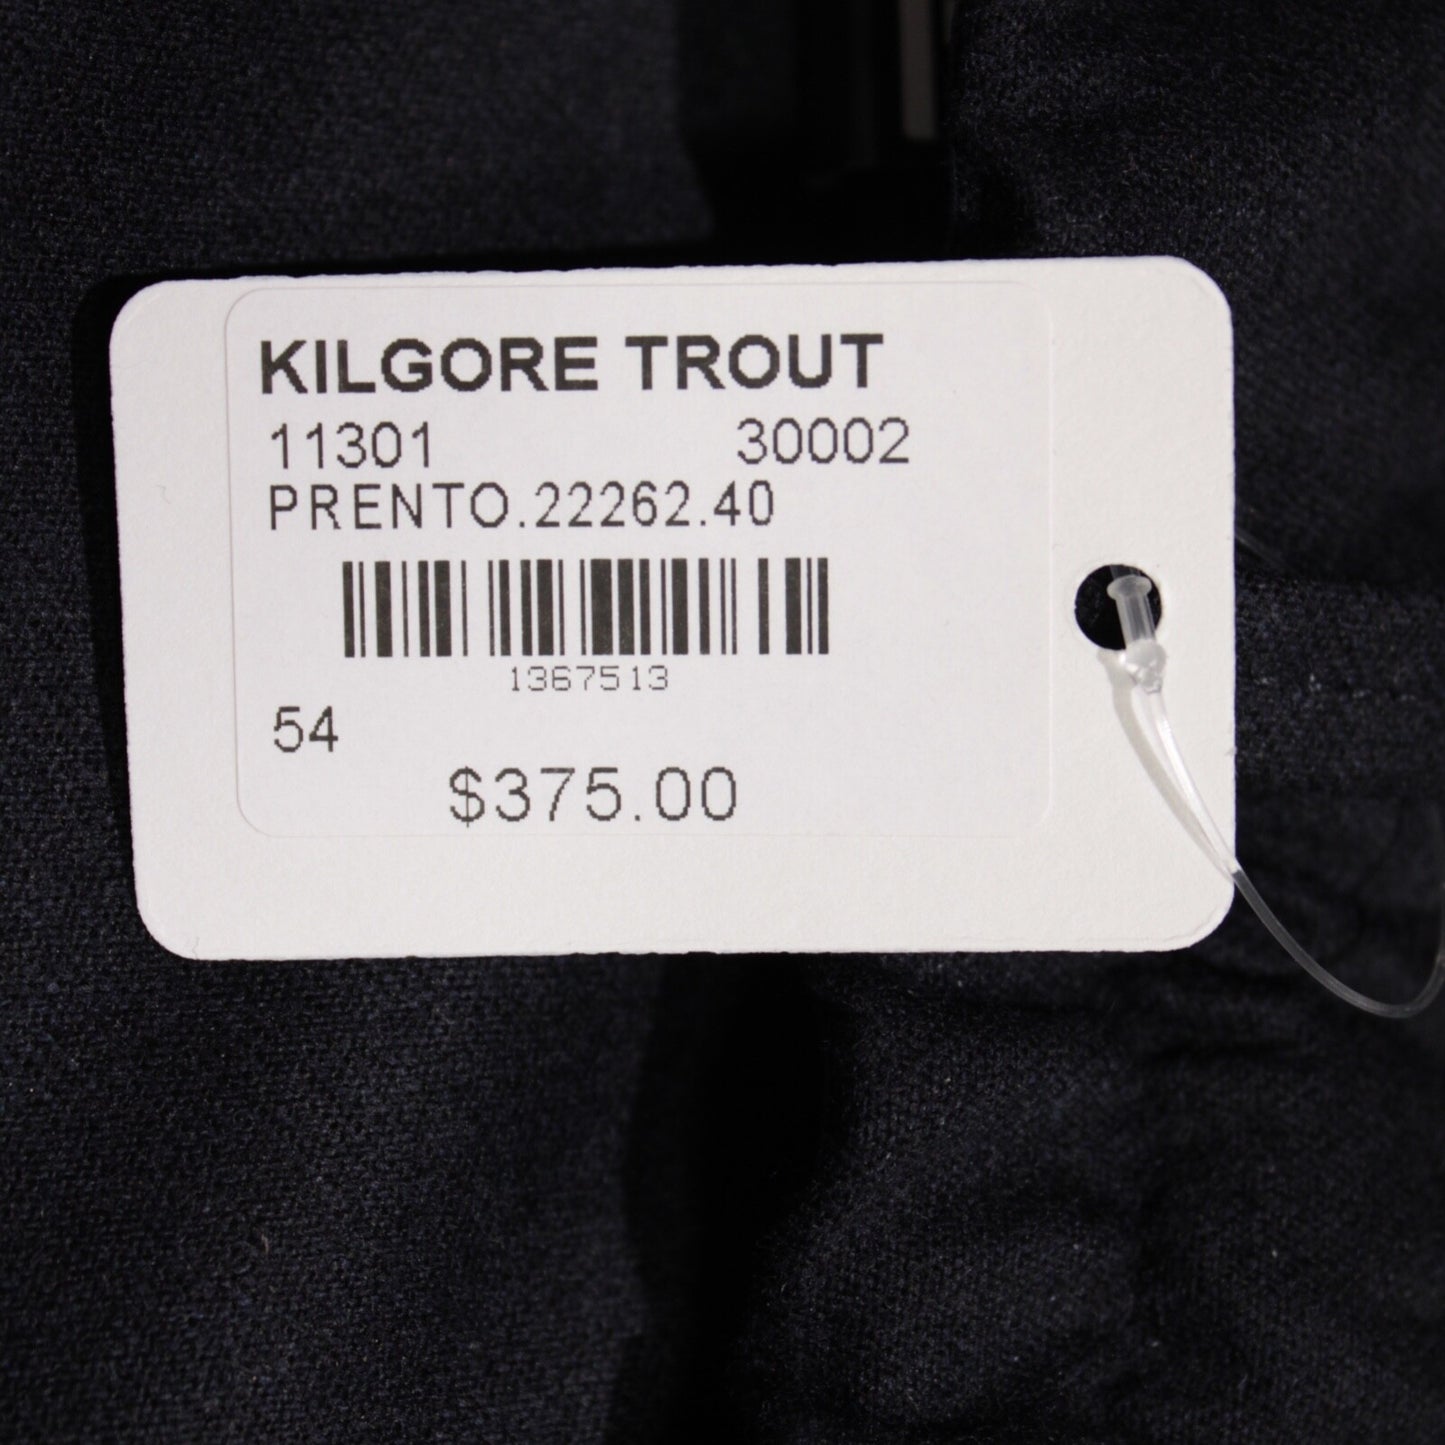 KILGORE TROUT
11301 30002
PRENTO.22262.40
1367513
54
$375.00